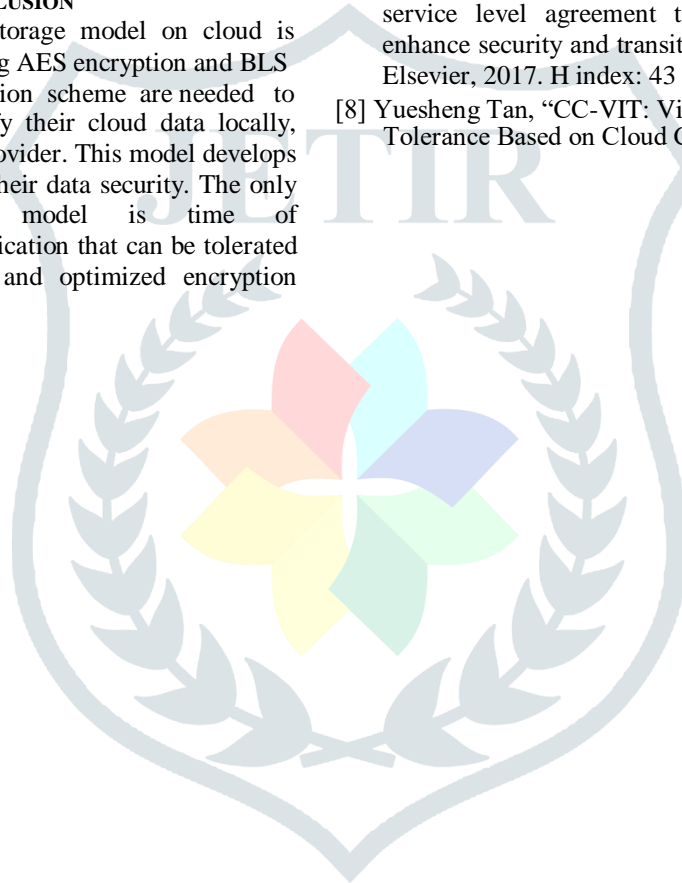 LUSION
torage model on cloud is
g AES encryption and BLS
ion scheme are needed to
y their cloud data locally,
ovider. This model develops
heir data security. The only
model is time of
ication that can be tolerated
and optimized encryption
service level agreement t
enhance security and transit
Elsevier, 2017. H index: 43
[8] Yuesheng Tan, “CC-VIT: Vi
Tolerance Based on Cloud C
JETIR